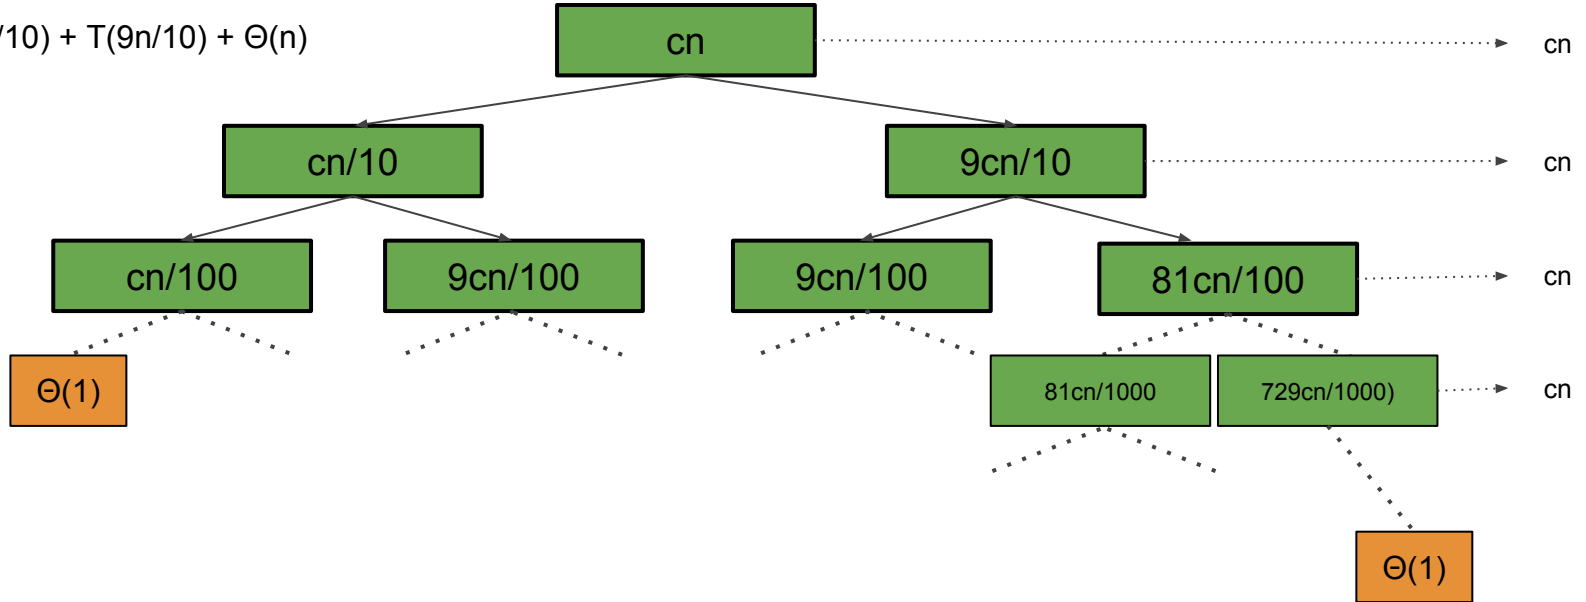 /10) + T(9n/10) + Θ(n)
cn
cn
cn/10
9cn/10
cn
cn/100
9cn/100
9cn/100
81cn/100
cn
Θ(1)
81cn/1000
729cn/1000)
cn
Θ(1)